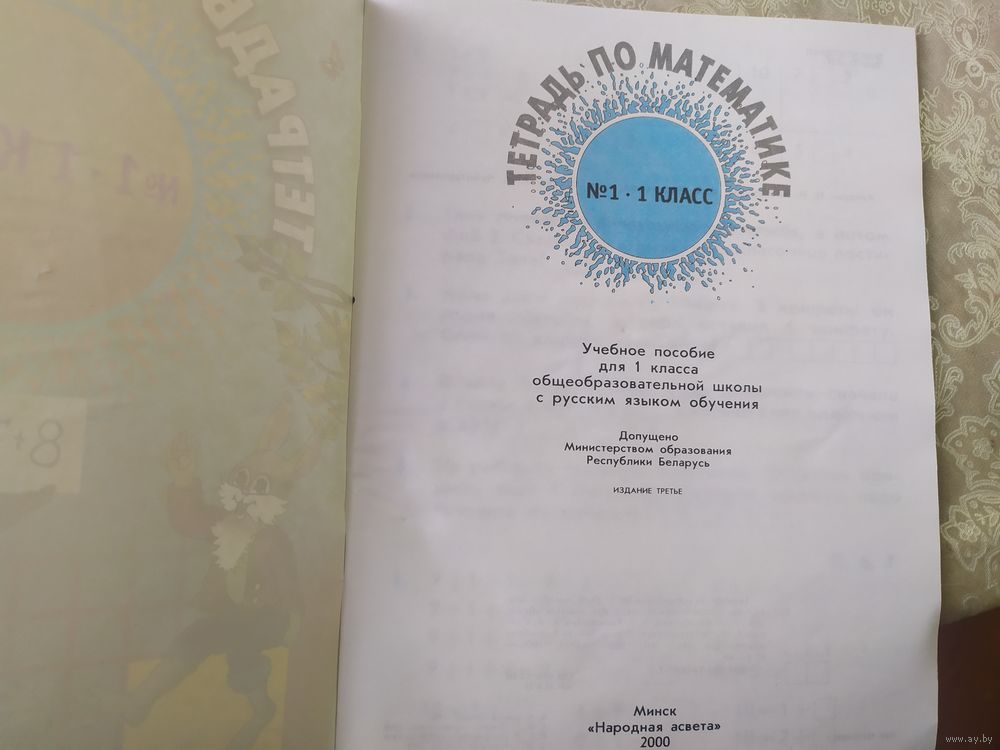 ТЕТРАДЬ ПО МАТЕМАТИКЕ
№1 · 1 КЛАСС
Учебное пособие
для 1 класса
общеобразовательной школы
с русским языком обучения
Допущено
Министерством образования
Республики Беларусь
ИЗДАНИЕ ТРЕТЬЕ
Минск
«Народная асвета»
2000
www.ay.by